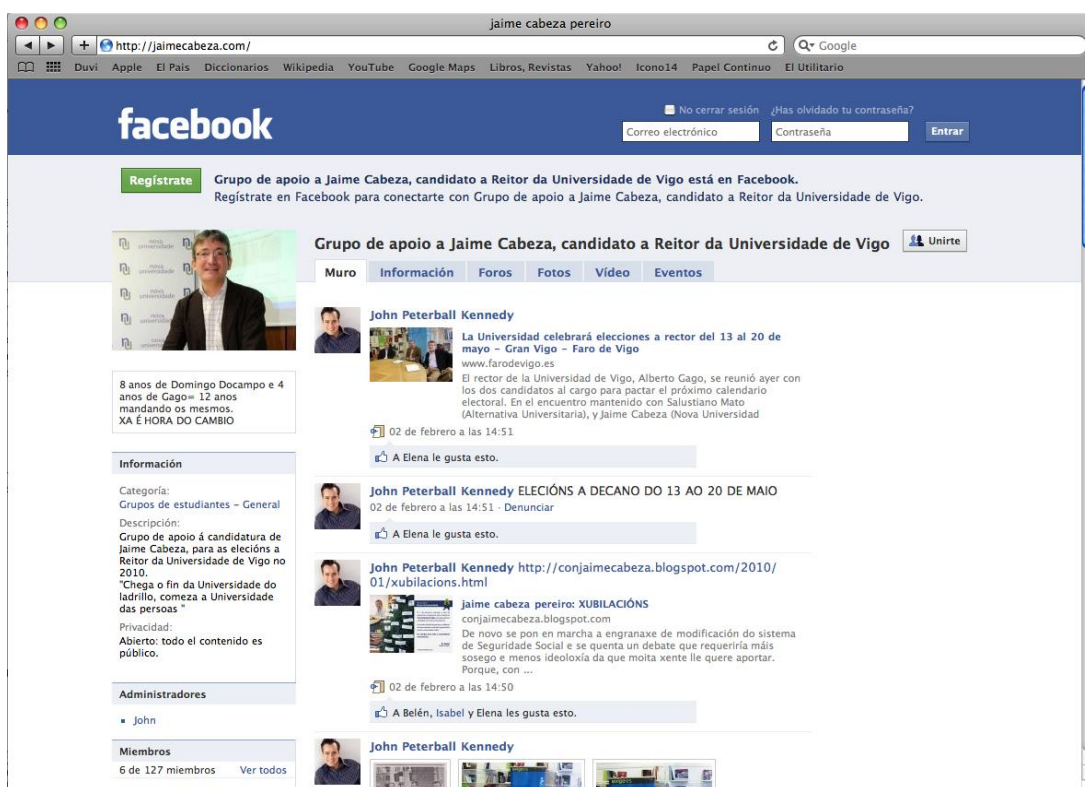 jaime cabeza pereiro
http://jaimecabeza.com/
Google
Duvi Apple El Pais Diccionarios Wikipedia YouTube Google Maps Libros, Revistas Yahoo! Icono14 Papel Continuo El Utilitario
facebook
No cerrar sesión ¿Has olvidado tu contraseña?
Correo electrónico Contraseña Entrar
Regístrate
Grupo de apoio a Jaime Cabeza, candidato a Reitor da Universidade de Vigo está en Facebook.
Regístrate en Facebook para conectarte con Grupo de apoio a Jaime Cabeza, candidato a Reitor da Universidade de Vigo.
nova universidade
Grupo de apoio a Jaime Cabeza, candidato a Reitor da Universidade de Vigo
Unirte
Muro Información Foros Fotos Vídeo Eventos
8 anos de Domingo Docampo e 4
anos de Gago= 12 anos
mandando os mesmos.
XA É HORA DO CAMBIO
Información
Categoría:
Grupos de estudiantes – General
Descripción:
Grupo de apoio á candidatura de
Jaime Cabeza, para as elecións a
Reitor da Universidade de Vigo no
2010.
"Chega o fin da Universidade do
ladrillo, comeza a Universidade
das persoas "
Privacidad:
Abierto: todo el contenido es
público.
Administradores
John
Miembros
6 de 127 miembros Ver todos
John Peterball Kennedy
La Universidad celebrará elecciones a rector del 13 al 20 de
mayo – Gran Vigo – Faro de Vigo
www.farodevigo.es
El rector de la Universidad de Vigo, Alberto Gago, se reunió ayer con
los dos candidatos al cargo para pactar el próximo calendario
electoral. En el encuentro mantenido con Salustiano Mato
(Alternativa Universitaria), y Jaime Cabeza (Nova Universidad
02 de febrero a las 14:51
A Elena le gusta esto.
John Peterball Kennedy ELECIÓNS A DECANO DO 13 AO 20 DE MAIO
02 de febrero a las 14:51 · Denunciar
A Elena le gusta esto.
John Peterball Kennedy http://conjaimecabeza.blogspot.com/2010/
01/xubilacions.html
jaime cabeza pereiro: XUBILACIÓNS
conjaimecabeza.blogspot.com
De novo se pon en marcha a engranaxe de modificación do sistema
de Seguridade Social e se quenta un debate que requeriría máis
sosego e menos ideoloxía da que moita xente lle quere aportar.
Porque, con ...
02 de febrero a las 14:50
A Belén, Isabel y Elena les gusta esto.
John Peterball Kennedy